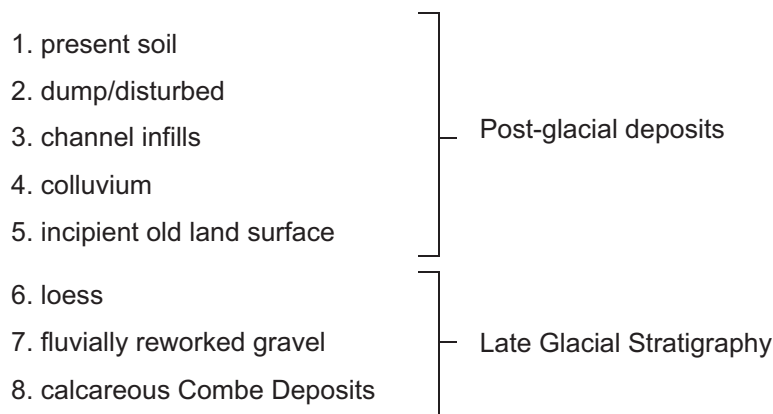 1. present soil
2. dump/disturbed
3. channel infills
4. colluvium
5. incipient old land surface
Post-glacial deposits
6. loess
7. fluvially reworked gravel
8. calcareous Combe Deposits
Late Glacial Stratigraphy